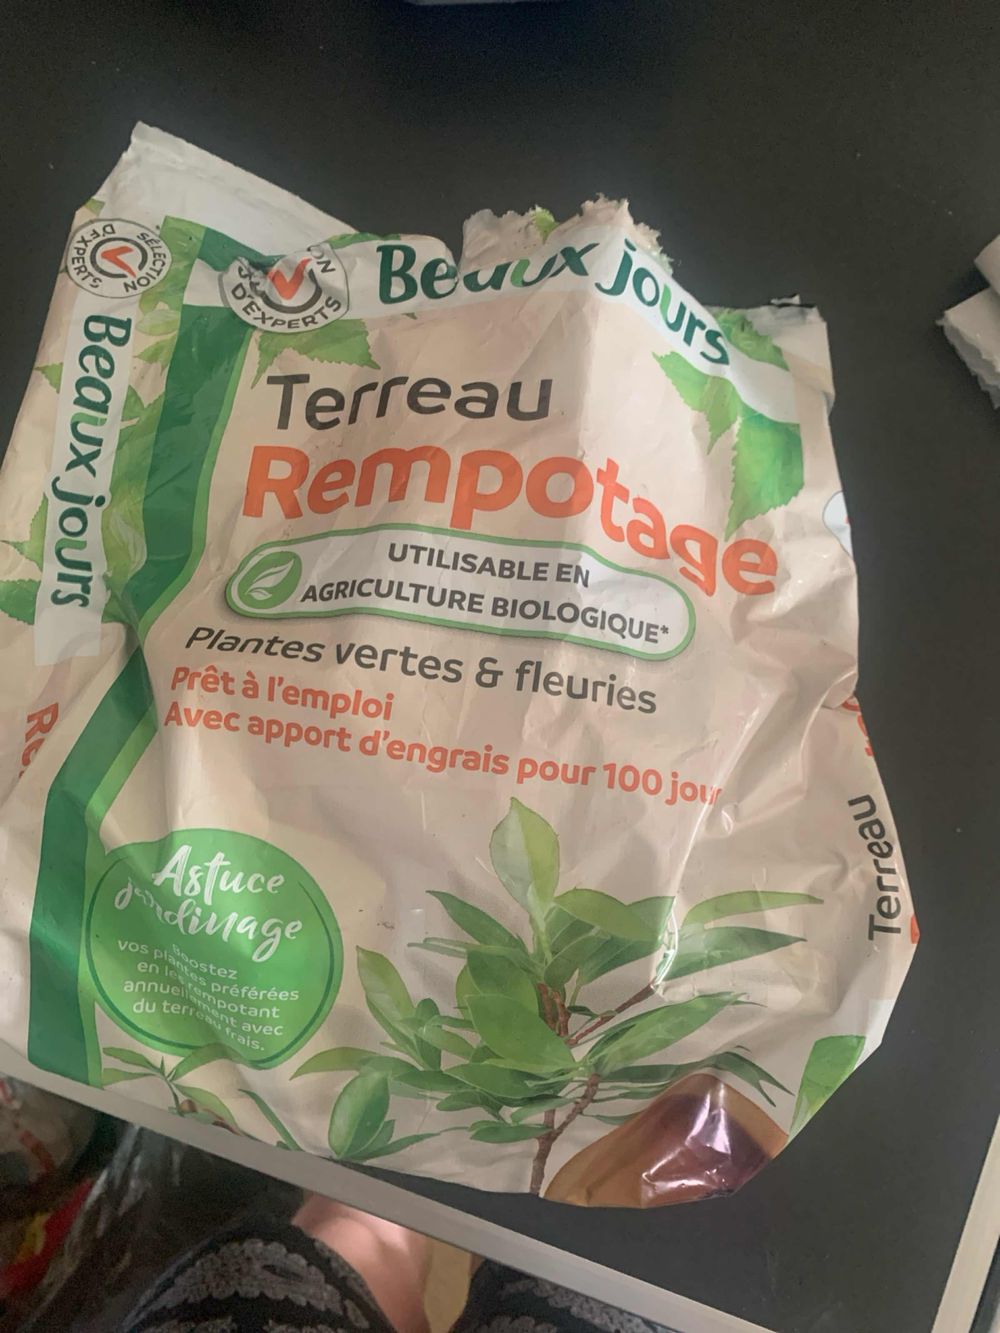 SÉLECTION
D'EXPERTS
Beaux jours
D'EXPERTS
Beaux jours
Terreau
Rempotage
UTILISABLE EN
AGRICULTURE BIOLOGIQUE*
Plantes vertes & fleuries
Prêt à l'emploi
Avec apport d'engrais pour 100 jour
Astuce
jardinage
Boostez
vos plantes préférées
en les rempotant
annuellement avec
du terreau frais.
Terreau